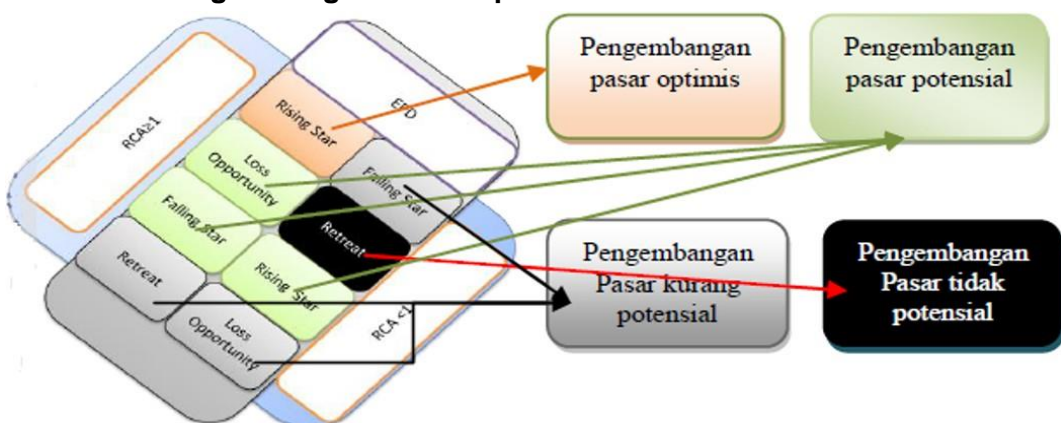 Pengembangan
pasar optimis
Pengembangan
pasar potensial
RCA≥1
EPD
Rising Star
Loss
Opportunity
Falling Star
Falling
Star
Retreat
Retreat
Rising Star
Loss
Opportunity
RCA <1
Pengembangan
Pasar kurang
potensial
Pengembangan
Pasar tidak
potensial